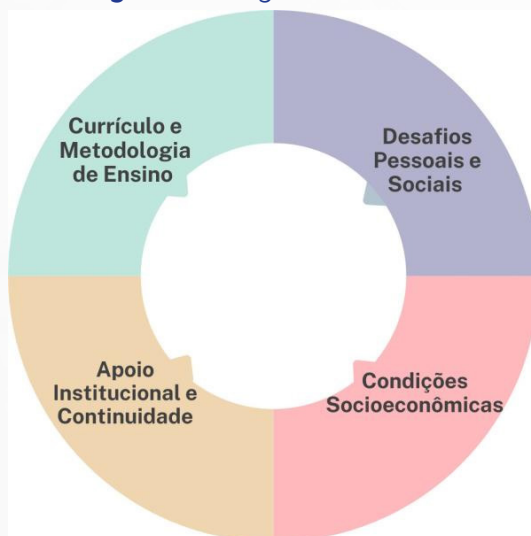 Currículo e
Metodologia
de Ensino
Desafios
Pessoais e
Sociais
Apoio
Institucional e
Continuidade
Condições
Socioeconômicas